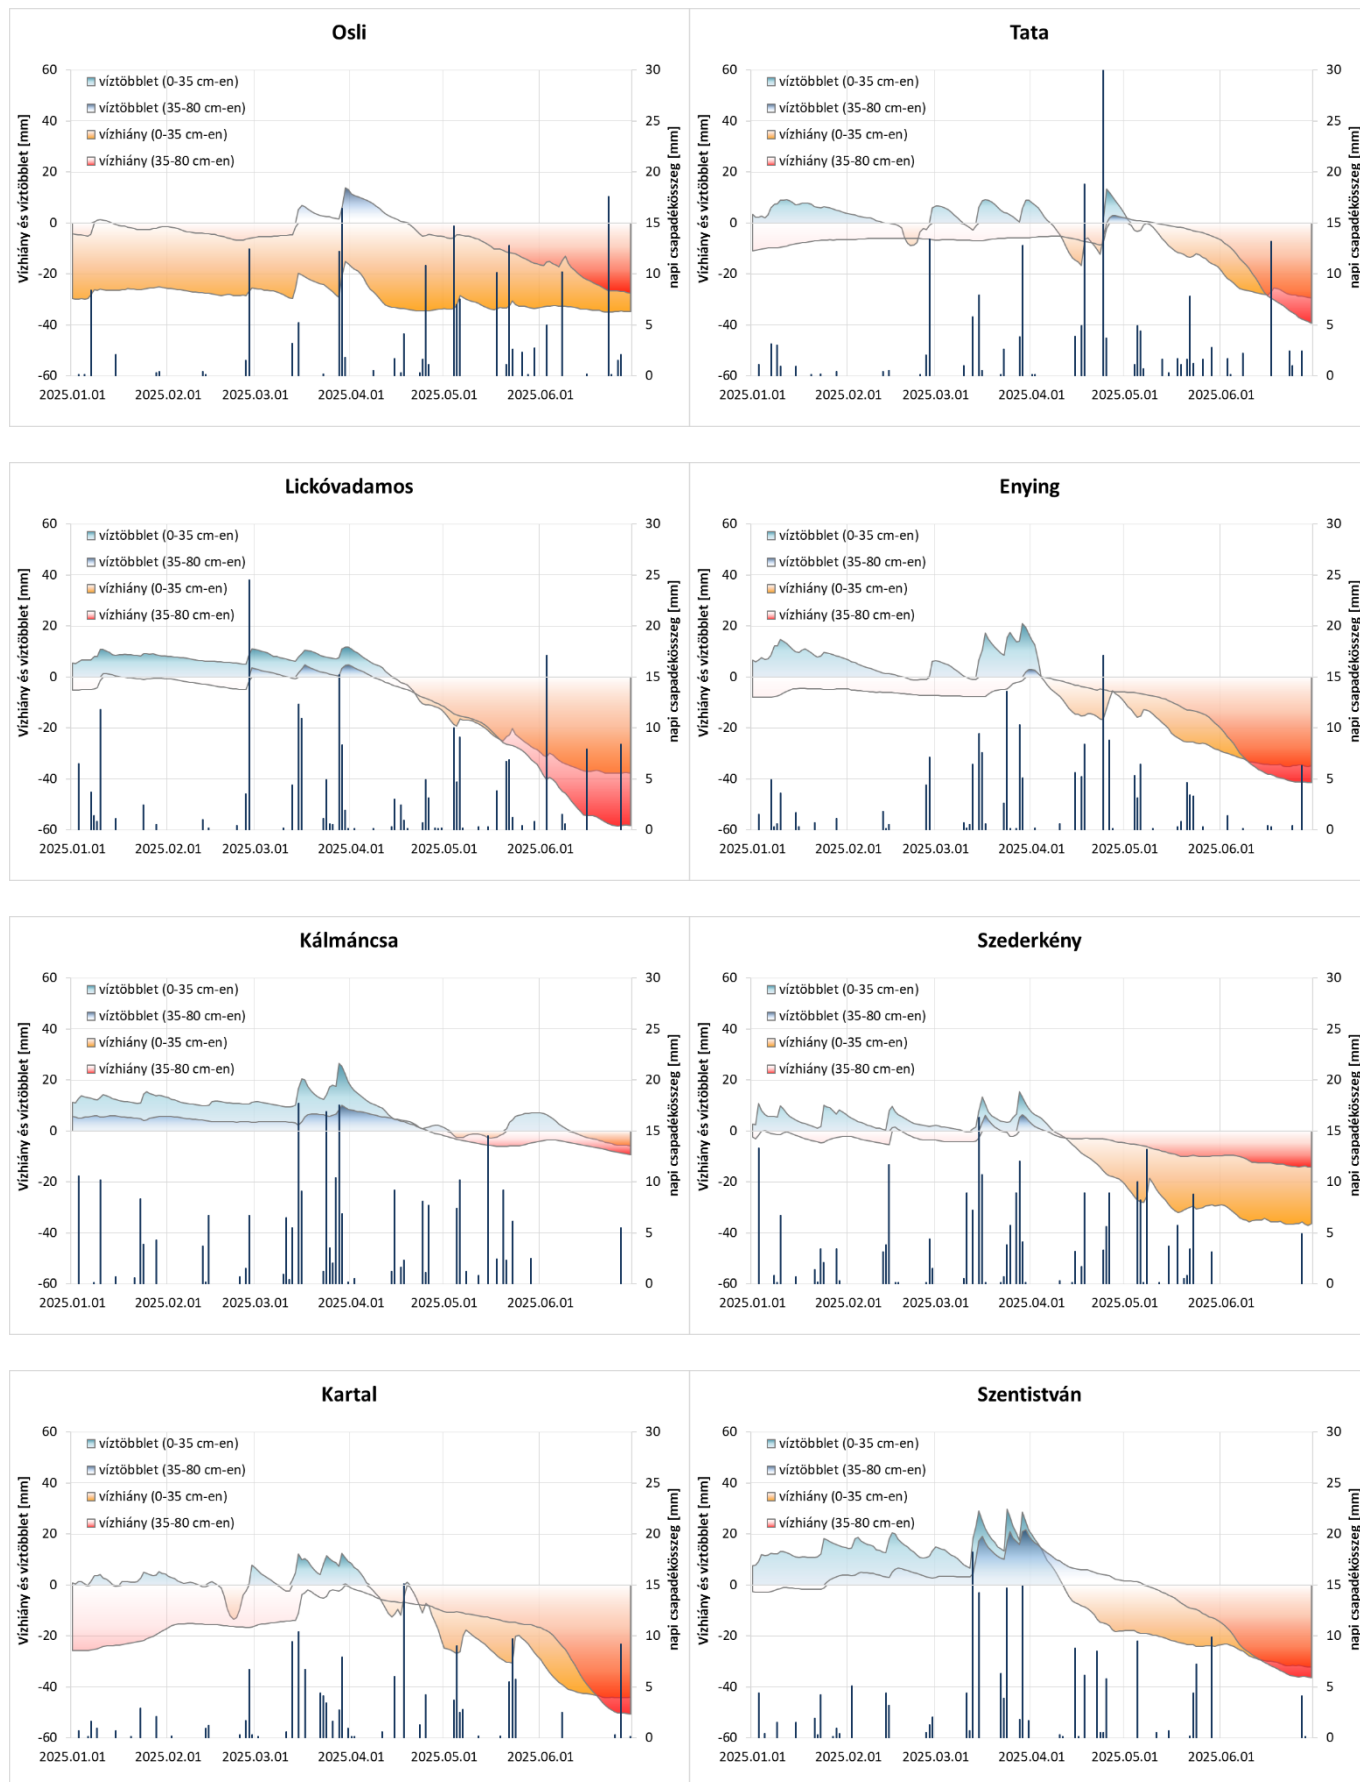 Osli
60
40
20
0
-20
-40
-60
30
25
20
15
10
5
0
Vízhiány és víztöbblet [mm]
napi csapadékösszeg [mm]
víztöbblet (0-35 cm-en)
víztöbblet (35-80 cm-en)
vízhiány (0-35 cm-en)
vízhiány (35-80 cm-en)
2025.01.01 2025.02.01 2025.03.01 2025.04.01 2025.05.01 2025.06.01
Tata
60
40
20
0
-20
-40
-60
30
25
20
15
10
5
0
Vízhiány és víztöbblet [mm]
napi csapadékösszeg [mm]
víztöbblet (0-35 cm-en)
víztöbblet (35-80 cm-en)
vízhiány (0-35 cm-en)
vízhiány (35-80 cm-en)
2025.01.01 2025.02.01 2025.03.01 2025.04.01 2025.05.01 2025.06.01
Lickóvadamos
60
40
20
0
-20
-40
-60
30
25
20
15
10
5
0
Vízhiány és víztöbblet [mm]
napi csapadékösszeg [mm]
víztöbblet (0-35 cm-en)
víztöbblet (35-80 cm-en)
vízhiány (0-35 cm-en)
vízhiány (35-80 cm-en)
2025.01.01 2025.02.01 2025.03.01 2025.04.01 2025.05.01 2025.06.01
Enying
60
40
20
0
-20
-40
-60
30
25
20
15
10
5
0
Vízhiány és víztöbblet [mm]
napi csapadékösszeg [mm]
víztöbblet (0-35 cm-en)
víztöbblet (35-80 cm-en)
vízhiány (0-35 cm-en)
vízhiány (35-80 cm-en)
2025.01.01 2025.02.01 2025.03.01 2025.04.01 2025.05.01 2025.06.01
Kálmáncsa
60
40
20
0
-20
-40
-60
30
25
20
15
10
5
0
Vízhiány és víztöbblet [mm]
napi csapadékösszeg [mm]
víztöbblet (0-35 cm-en)
víztöbblet (35-80 cm-en)
vízhiány (0-35 cm-en)
vízhiány (35-80 cm-en)
2025.01.01 2025.02.01 2025.03.01 2025.04.01 2025.05.01 2025.06.01
Szederkény
60
40
20
0
-20
-40
-60
30
25
20
15
10
5
0
Vízhiány és víztöbblet [mm]
napi csapadékösszeg [mm]
víztöbblet (0-35 cm-en)
víztöbblet (35-80 cm-en)
vízhiány (0-35 cm-en)
vízhiány (35-80 cm-en)
2025.01.01 2025.02.01 2025.03.01 2025.04.01 2025.05.01 2025.06.01
Kartal
60
40
20
0
-20
-40
-60
30
25
20
15
10
5
0
Vízhiány és víztöbblet [mm]
napi csapadékösszeg [mm]
víztöbblet (0-35 cm-en)
víztöbblet (35-80 cm-en)
vízhiány (0-35 cm-en)
vízhiány (35-80 cm-en)
2025.01.01 2025.02.01 2025.03.01 2025.04.01 2025.05.01 2025.06.01
Szentistván
60
40
20
0
-20
-40
-60
30
25
20
15
10
5
0
Vízhiány és víztöbblet [mm]
napi csapadékösszeg [mm]
víztöbblet (0-35 cm-en)
víztöbblet (35-80 cm-en)
vízhiány (0-35 cm-en)
vízhiány (35-80 cm-en)
2025.01.01 2025.02.01 2025.03.01 2025.04.01 2025.05.01 2025.06.01